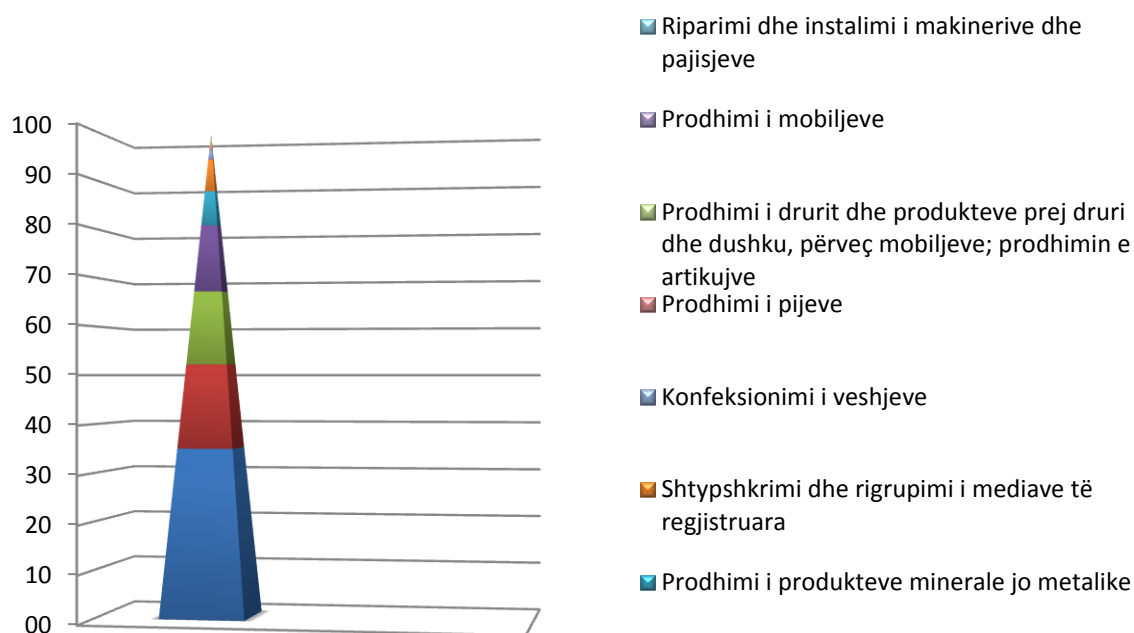 100
90
80
70
60
50
40
30
20
10
00
Riparimi dhe instalimi i makinerive dhe
pajisjeve
Prodhimi i mobiljeve
Prodhimi i drurit dhe produkteve prej druri
dhe dushku, përveç mobiljeve; prodhimin e
artikujve
Prodhimi i pijeve
Konfeksionimi i veshjeve
Shtypshkrimi dhe rigrupimi i mediave të
regjistruara
Prodhimi i produkteve minerale jo metalike